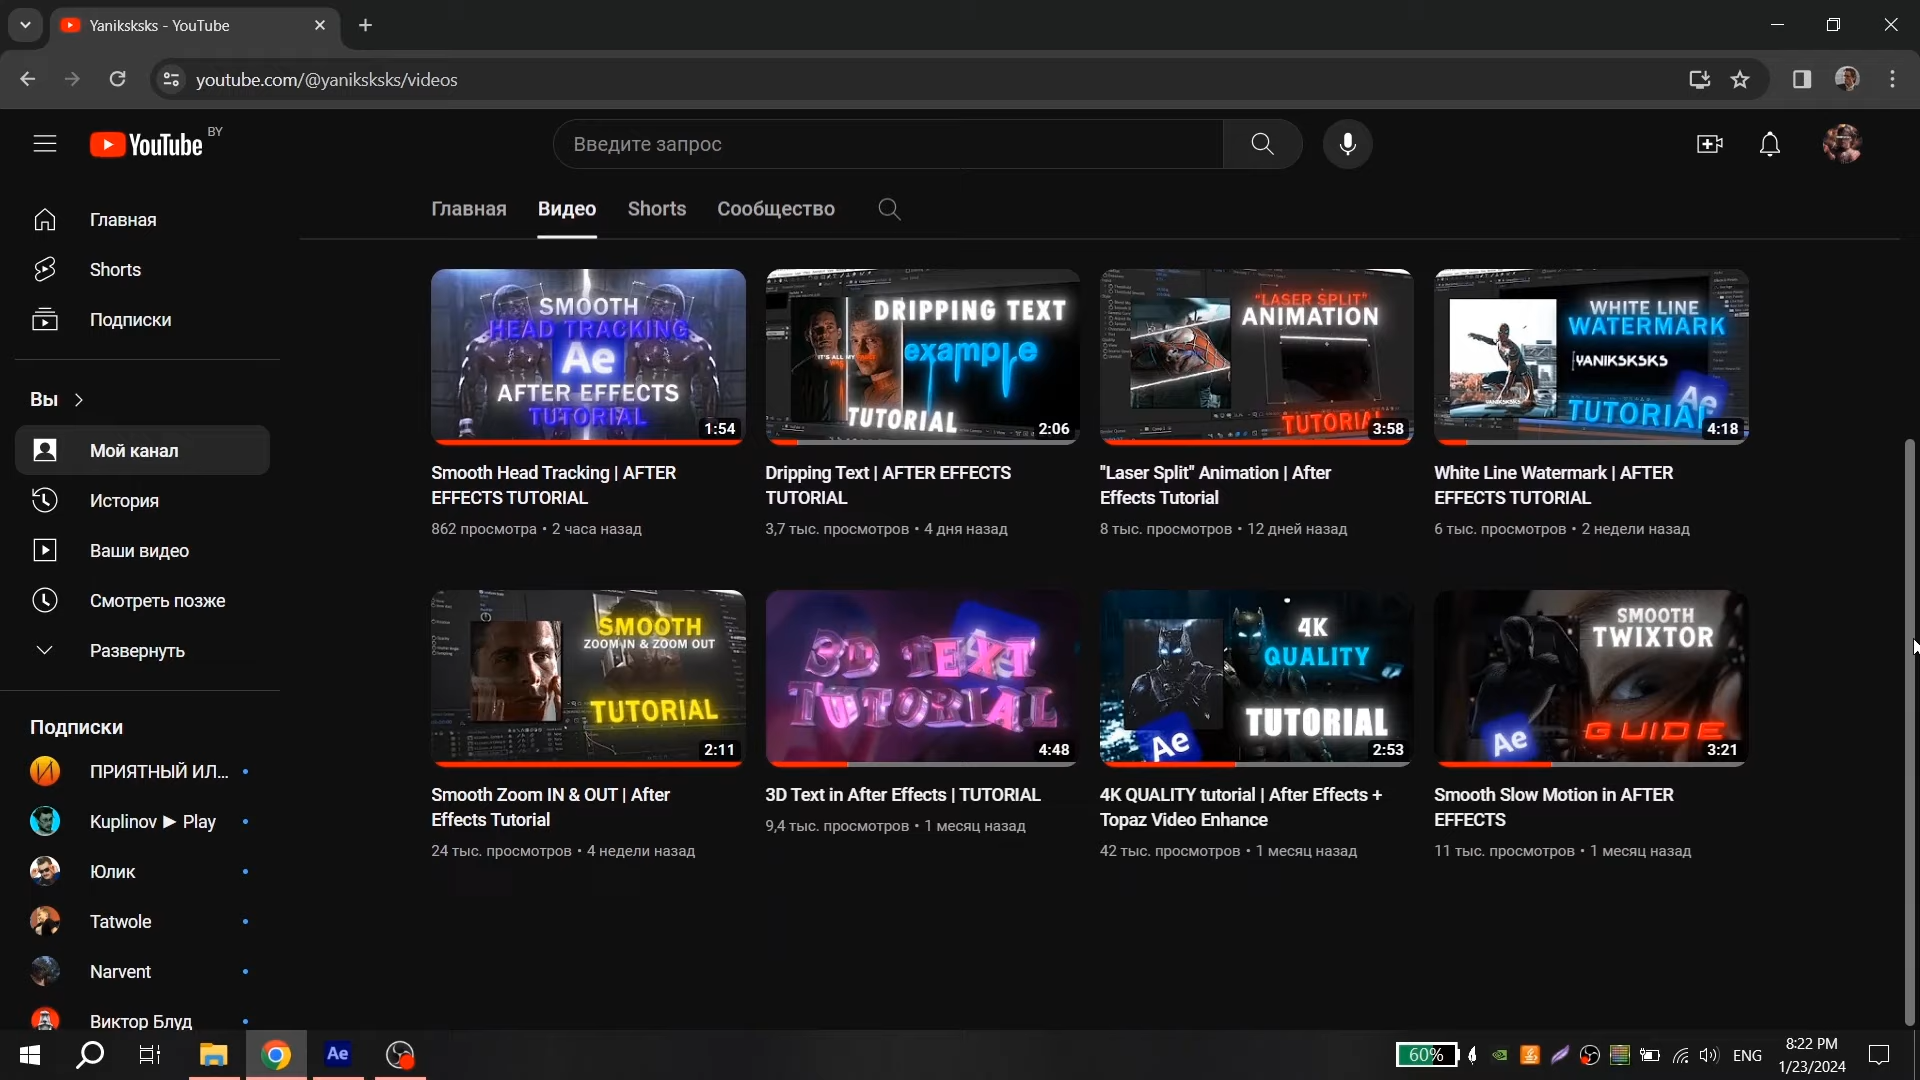 Yaniksksks - YouTube
youtube.com/@yaniksksks/videos
YouTube BY
Введите запрос
Главная
Видео
Shorts
Сообщество
Главная
Shorts
Подписки
Вы
Мой канал
История
Ваши видео
Смотреть позже
Развернуть
Подписки
ПРИЯТНЫЙ ИЛ...
Kuplinov ► Play
Юлик
Tatwole
Narvent
Виктор Блуд
SMOOTH
HEAD TRACKING
Ae
AFTER EFFECTS
TUTORIAL
1:54
Smooth Head Tracking | AFTER
EFFECTS TUTORIAL
862 просмотра • 2 часа назад
DRIPPING TEXT
example
IT'S ALL MY
TUTORIAL
2:06
Dripping Text | AFTER EFFECTS
TUTORIAL
3,7 тыс. просмотров • 4 дня назад
"LASER SPLIT"
ANIMATION
TUTORIAL
3:58
"Laser Split" Animation | After
Effects Tutorial
8 тыс. просмотров • 12 дней назад
WHITE LINE
WATERMARK
YANIKSKSKS
Ae
TUTORIAL
4:18
White Line Watermark | AFTER
EFFECTS TUTORIAL
6 тыс. просмотров • 2 недели назад
SMOOTH
ZOOM IN & ZOOM OUT
TUTORIAL
2:11
Smooth Zoom IN & OUT | After
Effects Tutorial
24 тыс. просмотров • 4 недели назад
3D TEXT
TUTORIAL
4:48
3D Text in After Effects | TUTORIAL
9,4 тыс. просмотров • 1 месяц назад
4K
QUALITY
TUTORIAL
Ae
2:53
4K QUALITY tutorial | After Effects +
Topaz Video Enhance
42 тыс. просмотров • 1 месяц назад
SMOOTH
TWIXTOR
Ae
GUIDE
3:21
Smooth Slow Motion in AFTER
EFFECTS
11 тыс. просмотров • 1 месяц назад
Ae
60%
ENG
8:22 PM
1/23/2024